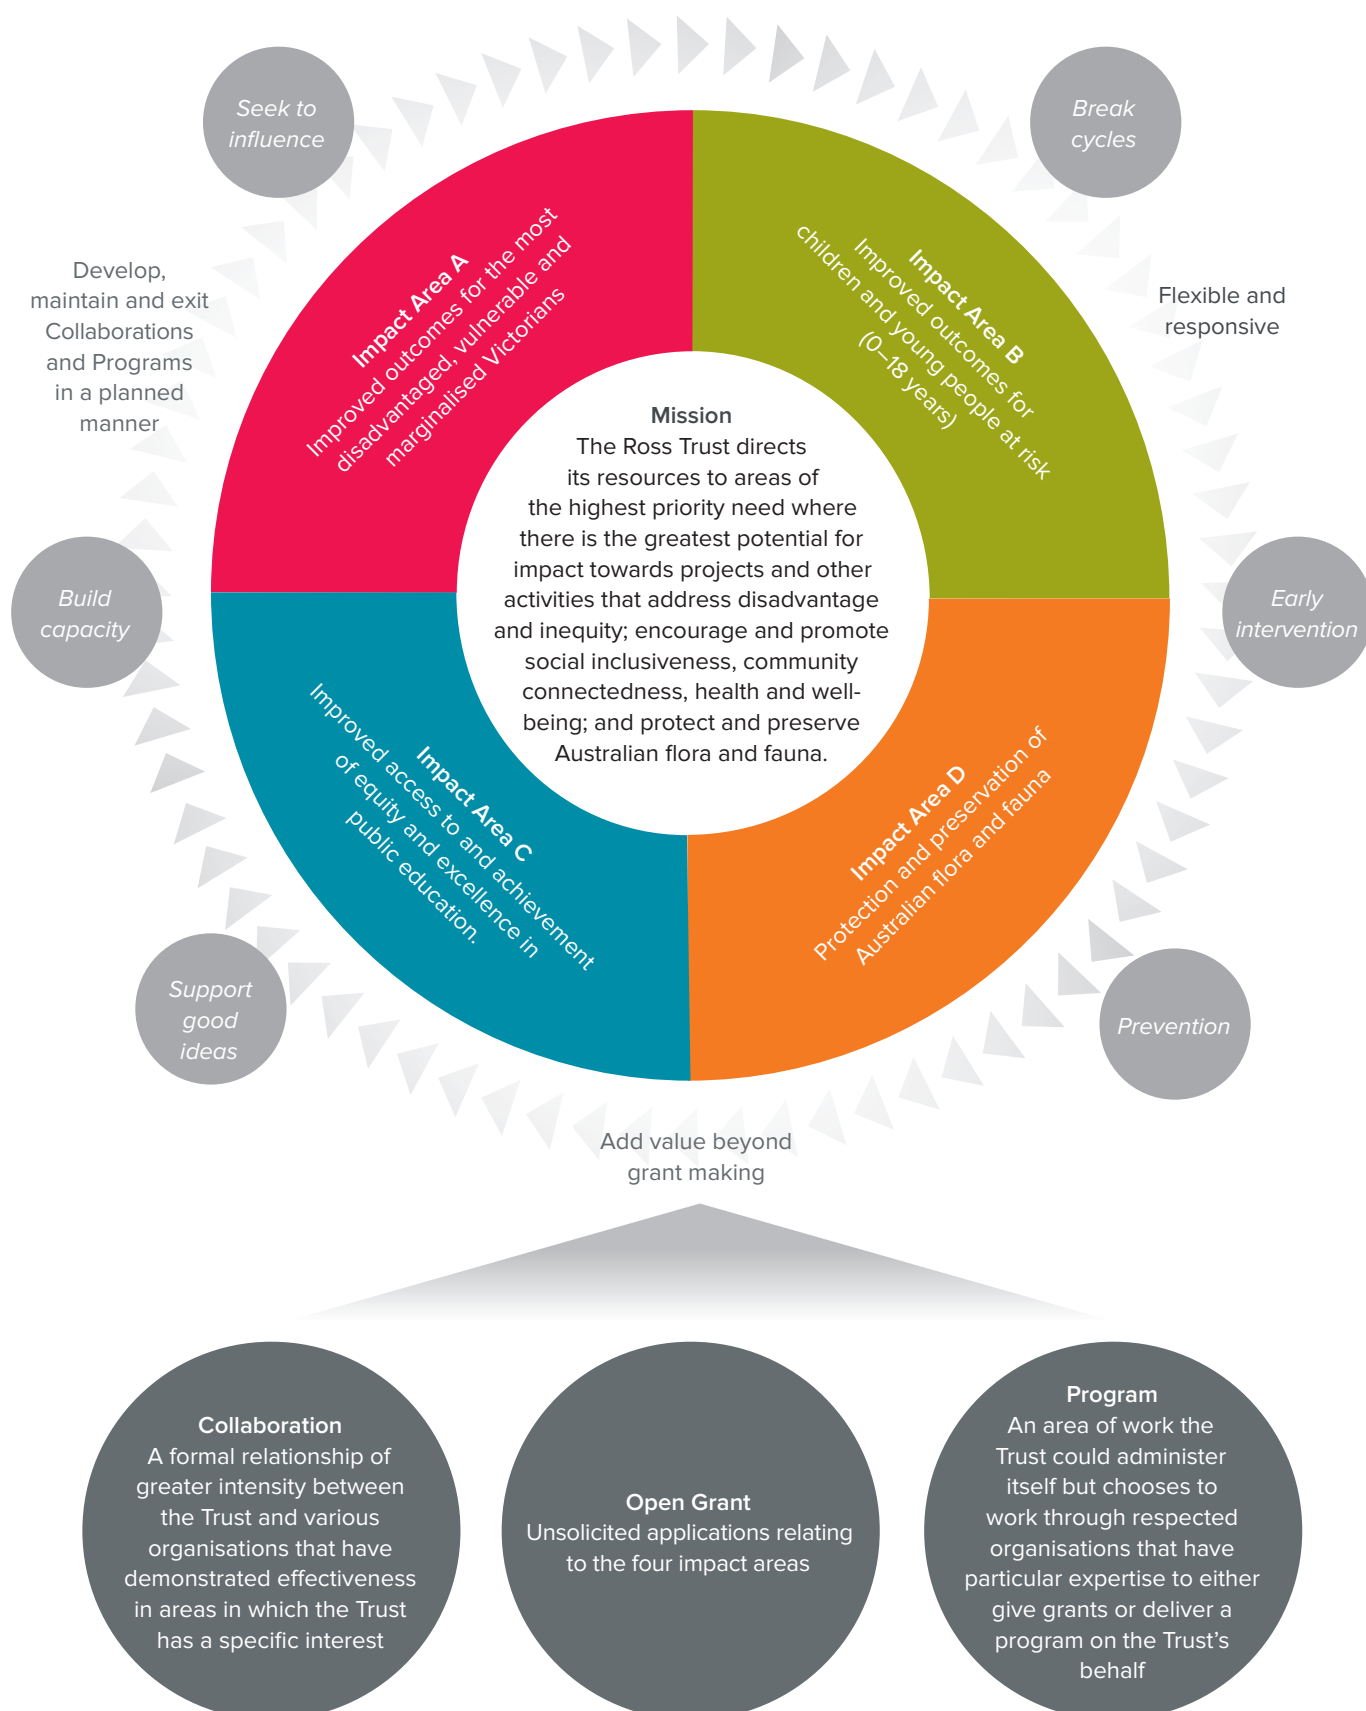 Seek to
influence
Break
cycles
Develop,
maintain and exit
Collaborations
and Programs
in a planned
manner
Flexible and
responsive
Impact Area A
Improved outcomes for the most
disadvantaged, vulnerable and
marginalised Victorians
Impact Area B
Improved outcomes for
children and young people at risk
(0–18 years)
Mission
The Ross Trust directs
its resources to areas of
the highest priority need where
there is the greatest potential for
impact towards projects and other
activities that address disadvantage
and inequity; encourage and promote
social inclusiveness, community
connectedness, health and well-
being; and protect and preserve
Australian flora and fauna.
Build
capacity
Early
intervention
Impact Area C
Improved access to and achievement
of equity and excellence in
public education.
Impact Area D
Protection and preservation of
Australian flora and fauna
Support
good
ideas
Prevention
Add value beyond
grant making
Collaboration
A formal relationship of
greater intensity between
the Trust and various
organisations that have
demonstrated effectiveness
in areas in which the Trust
has a specific interest
Open Grant
Unsolicited applications relating
to the four impact areas
Program
An area of work the
Trust could administer
itself but chooses to
work through respected
organisations that have
particular expertise to either
give grants or deliver a
program on the Trust’s
behalf